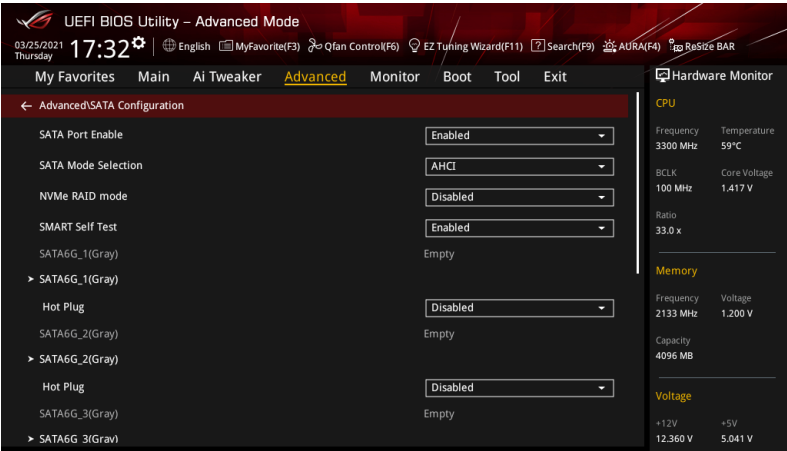 UEFI BIOS Utility – Advanced Mode
03/25/2021 Thursday 17:32 English MyFavorite(F3) Qfan Control(F6) EZ Tuning Wizard(F11) Search(F9) AURA(F4) ReSize BAR
My Favorites Main Ai Tweaker Advanced Monitor Boot Tool Exit
← Advanced\SATA Configuration
SATA Port Enable Enabled
SATA Mode Selection AHCI
NVMe RAID mode Disabled
SMART Self Test Enabled
SATA6G_1(Gray) Empty
> SATA6G_1(Gray)
Hot Plug Disabled
SATA6G_2(Gray) Empty
> SATA6G_2(Gray)
Hot Plug Disabled
SATA6G_3(Gray) Empty
> SATA6G_3(Gray)
Hardware Monitor
CPU
Frequency Temperature
3300 MHz 59°C
BCLK Core Voltage
100 MHz 1.417 V
Ratio
33.0 x
Memory
Frequency Voltage
2133 MHz 1.200 V
Capacity
4096 MB
Voltage
+12V +5V
12.360 V 5.041 V